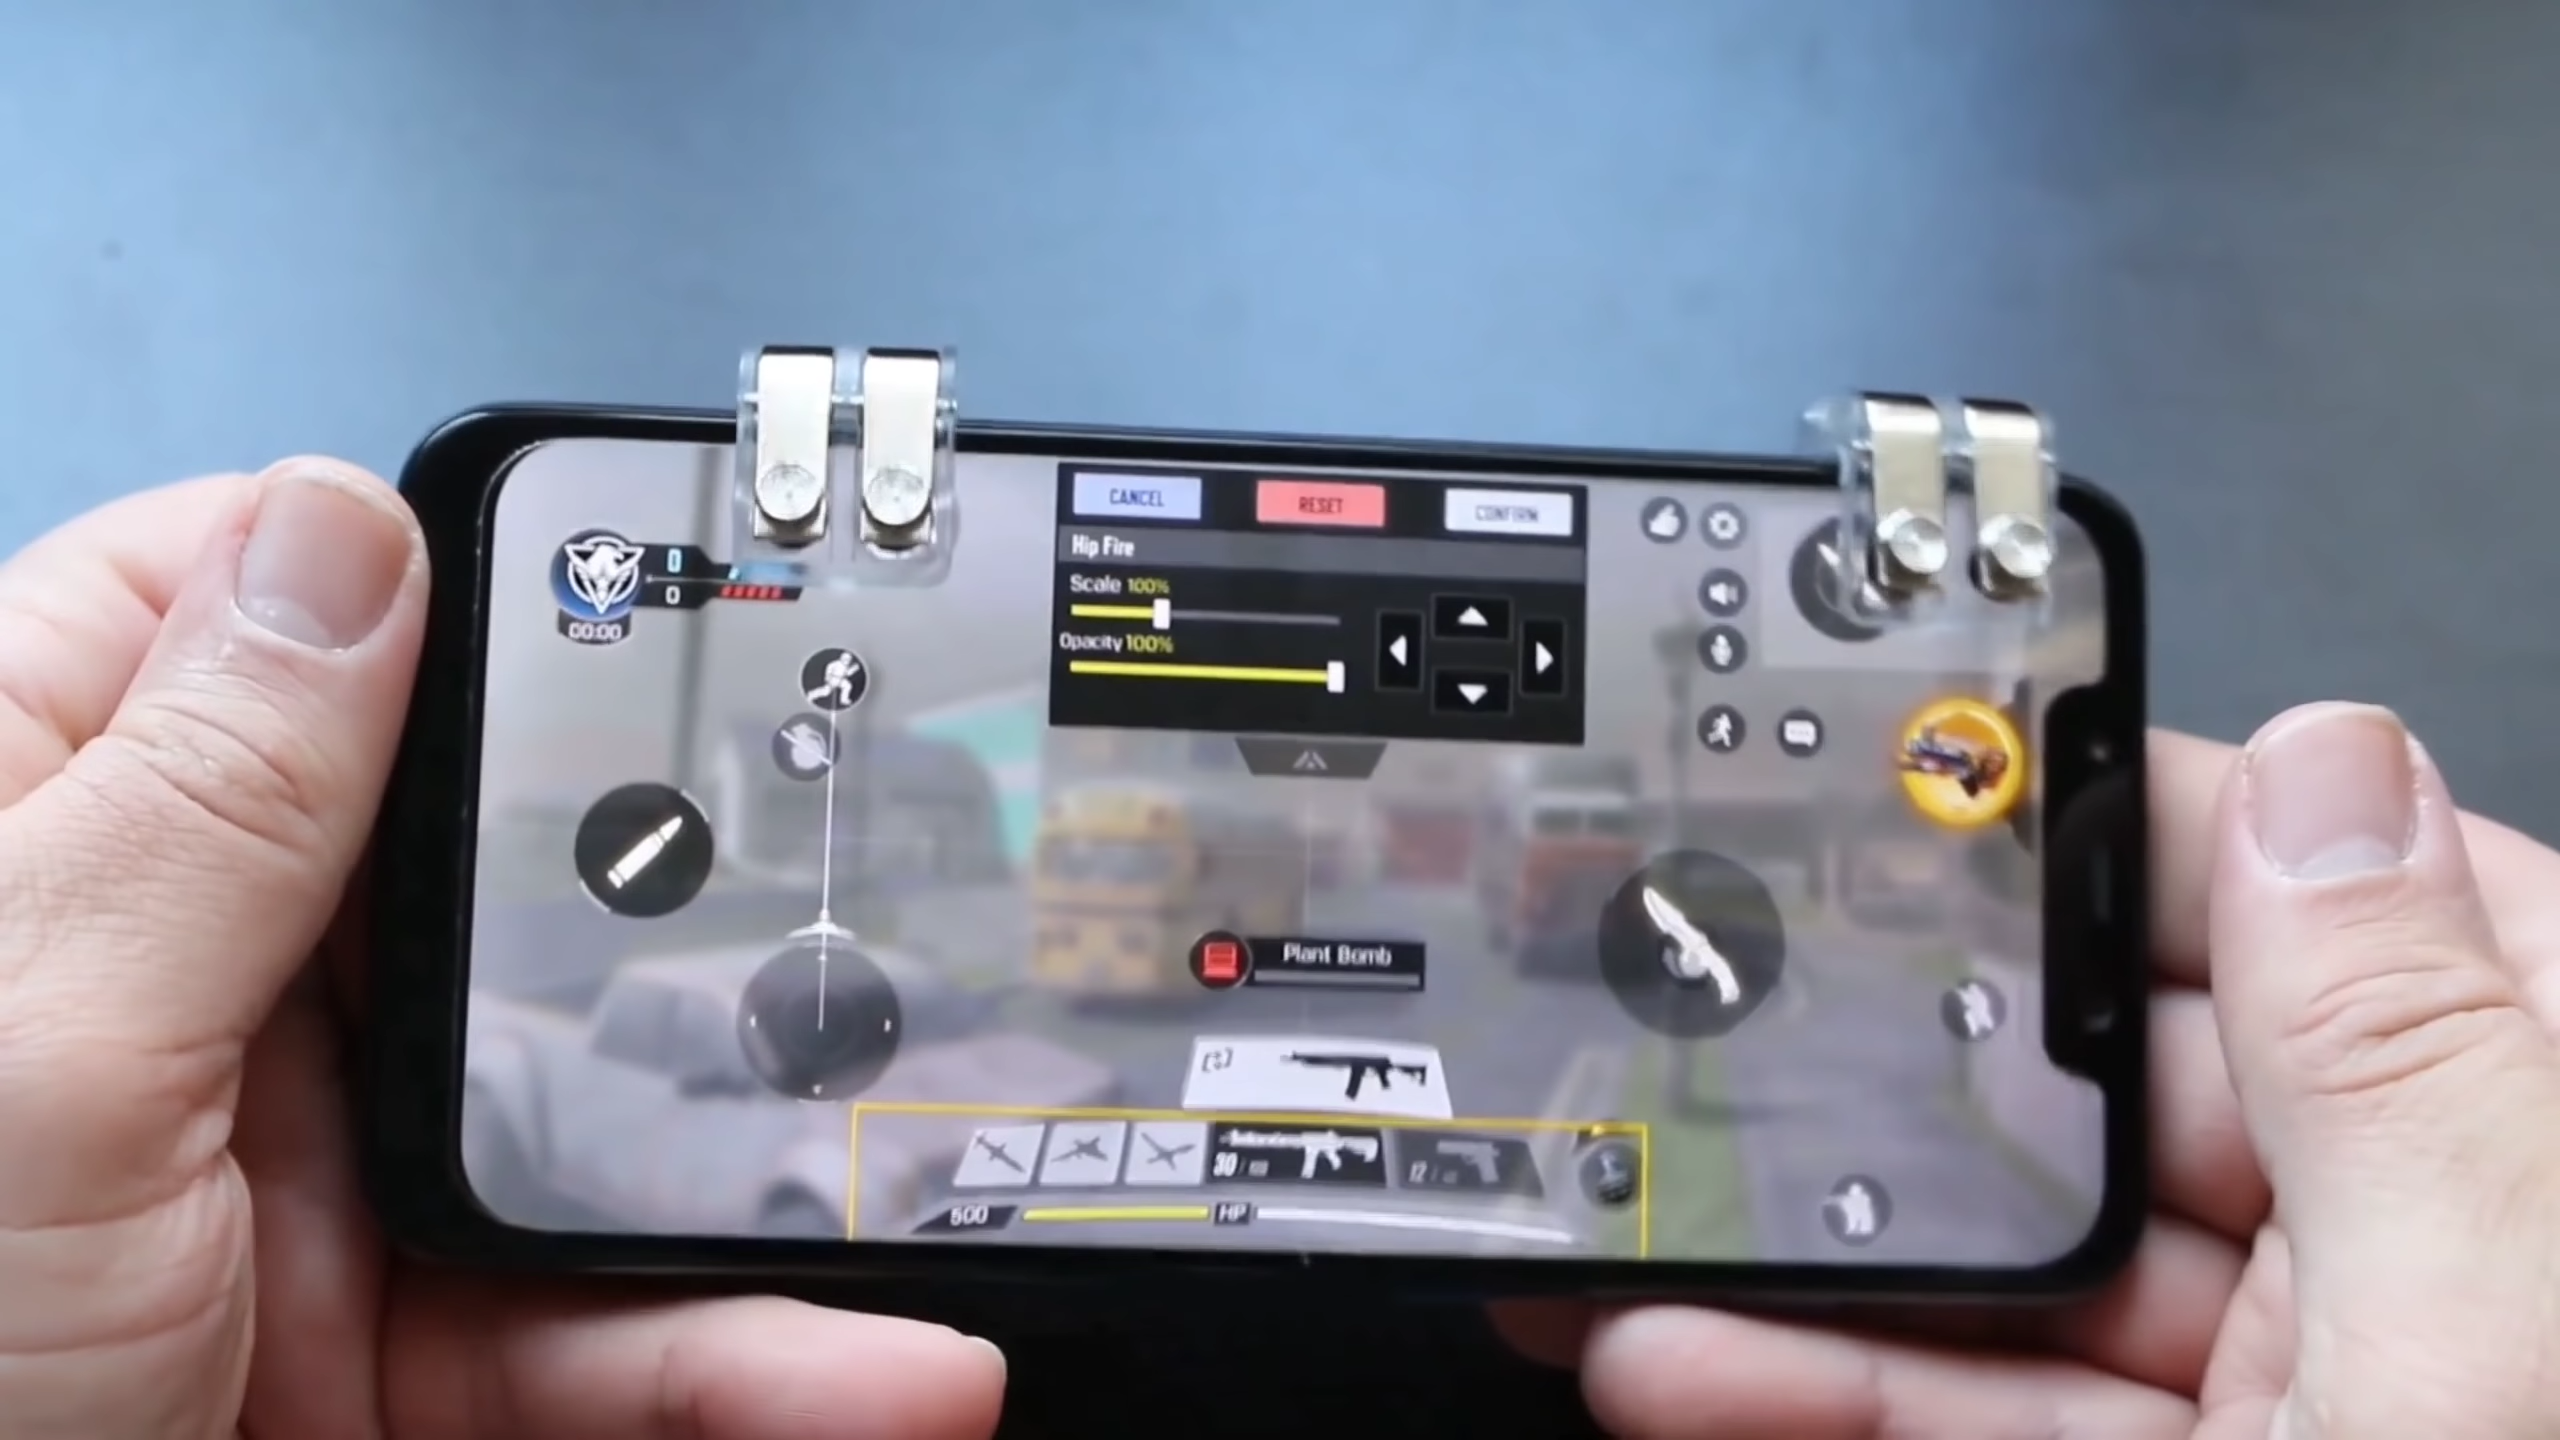 CANCEL
RESET
CONFIRM
Hip Fire
Scale 100%
Opacity 100%
0
0
00:00
Plant Bomb
30 /
12 /
500
HP